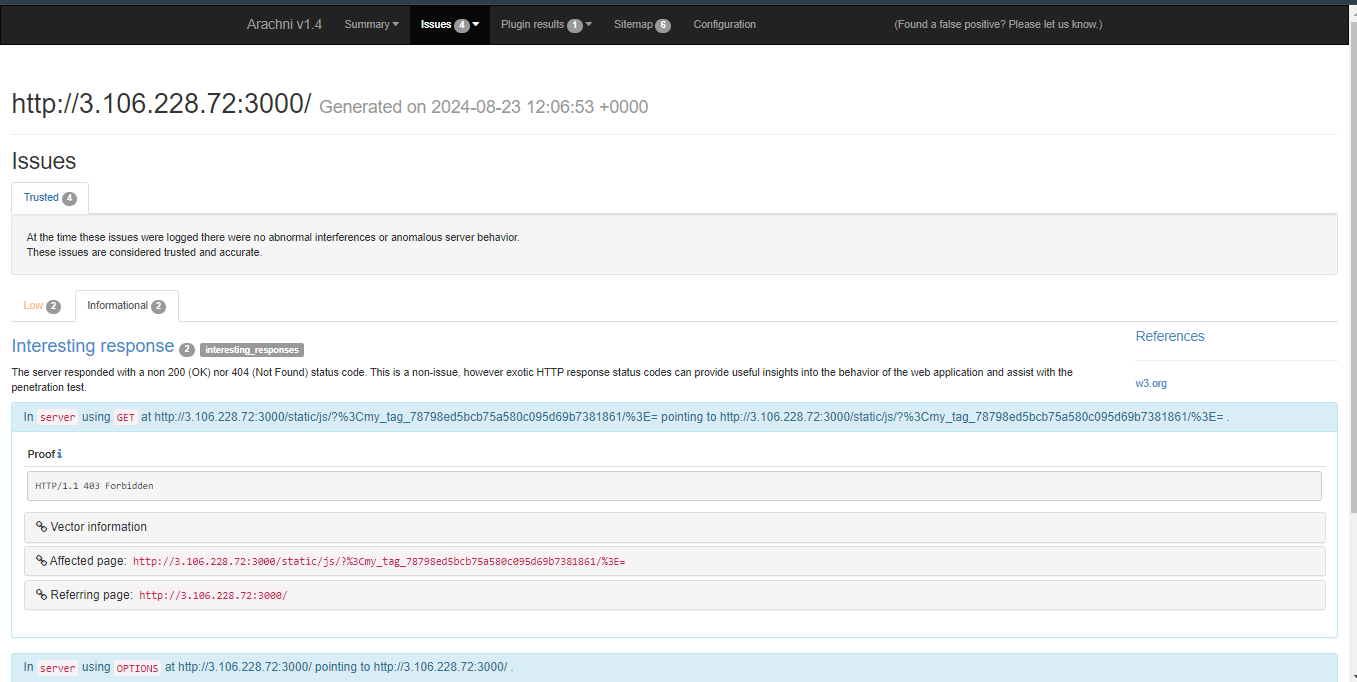 Arachni v1.4 Summary Issues 4 Plugin results 1 Sitemap 6 Configuration (Found a false positive? Please let us know.)
http://3.106.228.72:3000/ Generated on 2024-08-23 12:06:53 +0000
Issues
Trusted 4
At the time these issues were logged there were no abnormal interferences or anomalous server behavior.
These issues are considered trusted and accurate.
Low 2 Informational 2
Interesting response 2 interesting_responses
References
The server responded with a non 200 (OK) nor 404 (Not Found) status code. This is a non-issue, however exotic HTTP response status codes can provide useful insights into the behavior of the web application and assist with the
penetration test.
w3.org
In server using GET at http://3.106.228.72:3000/static/js/?%3Cmy_tag_78798ed5bcb75a580c095d69b7381861/%3E= pointing to http://3.106.228.72:3000/static/js/?%3Cmy_tag_78798ed5bcb75a580c095d69b7381861/%3E= .
Proof
HTTP/1.1 403 Forbidden
Vector information
Affected page: http://3.106.228.72:3000/static/js/?%3Cmy_tag_78798ed5bcb75a580c095d69b7381861/%3E=
Referring page: http://3.106.228.72:3000/
In server using OPTIONS at http://3.106.228.72:3000/ pointing to http://3.106.228.72:3000/ .